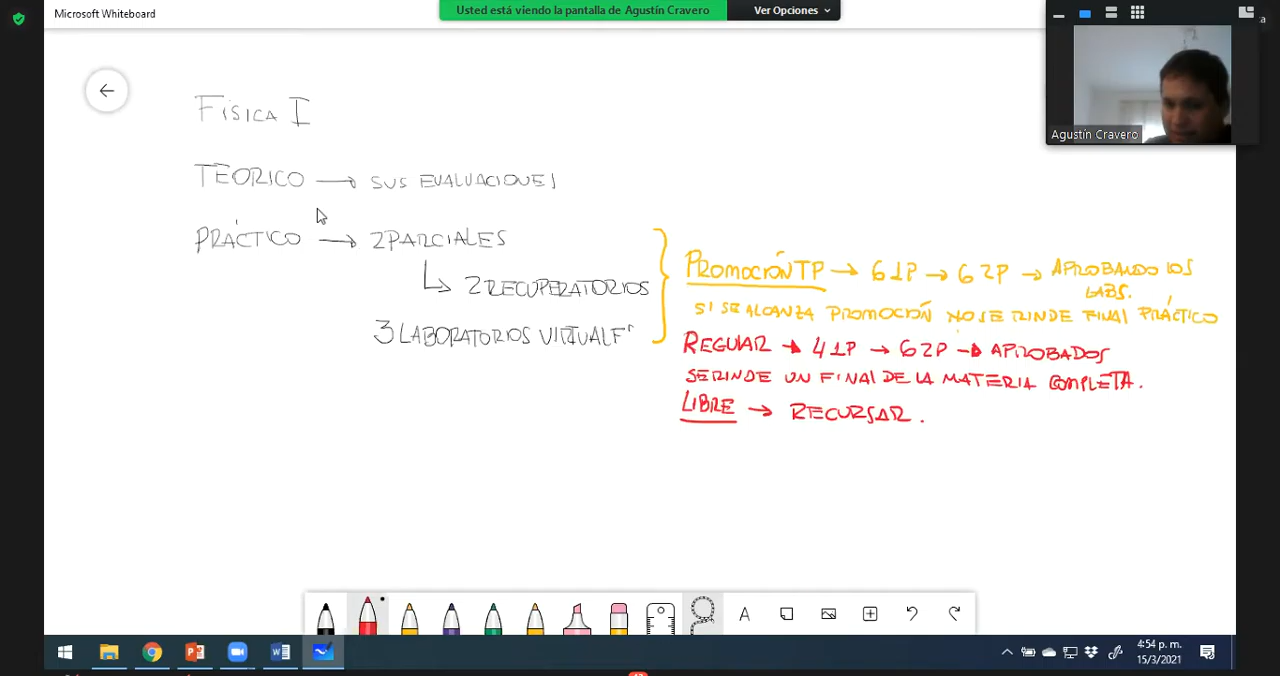 Microsoft Whiteboard
Usted está viendo la pantalla de Agustín Cravero
Ver Opciones
Agustín Cravero
FÍSICA I
TEORICO → SUS EVALUACIONES
PRÁCTICO → 2 PARCIALES
2 RECUPERATORIOS
3 LABORATORIOS VIRTUALES
PROMOCIÓN TP → 6 1P → 6 2P → APROBANDO LOS
LABS.
SI SE ALCANZA PROMOCIÓN NO SE RINDE FINAL PRÁCTICO
REGULAR → 4 1P → 6 2P → APROBADOS
SE RINDE UN FINAL DE LA MATERIA COMPLETA.
LIBRE → RECURSAR.
A
4:54 p. m.
15/3/2021